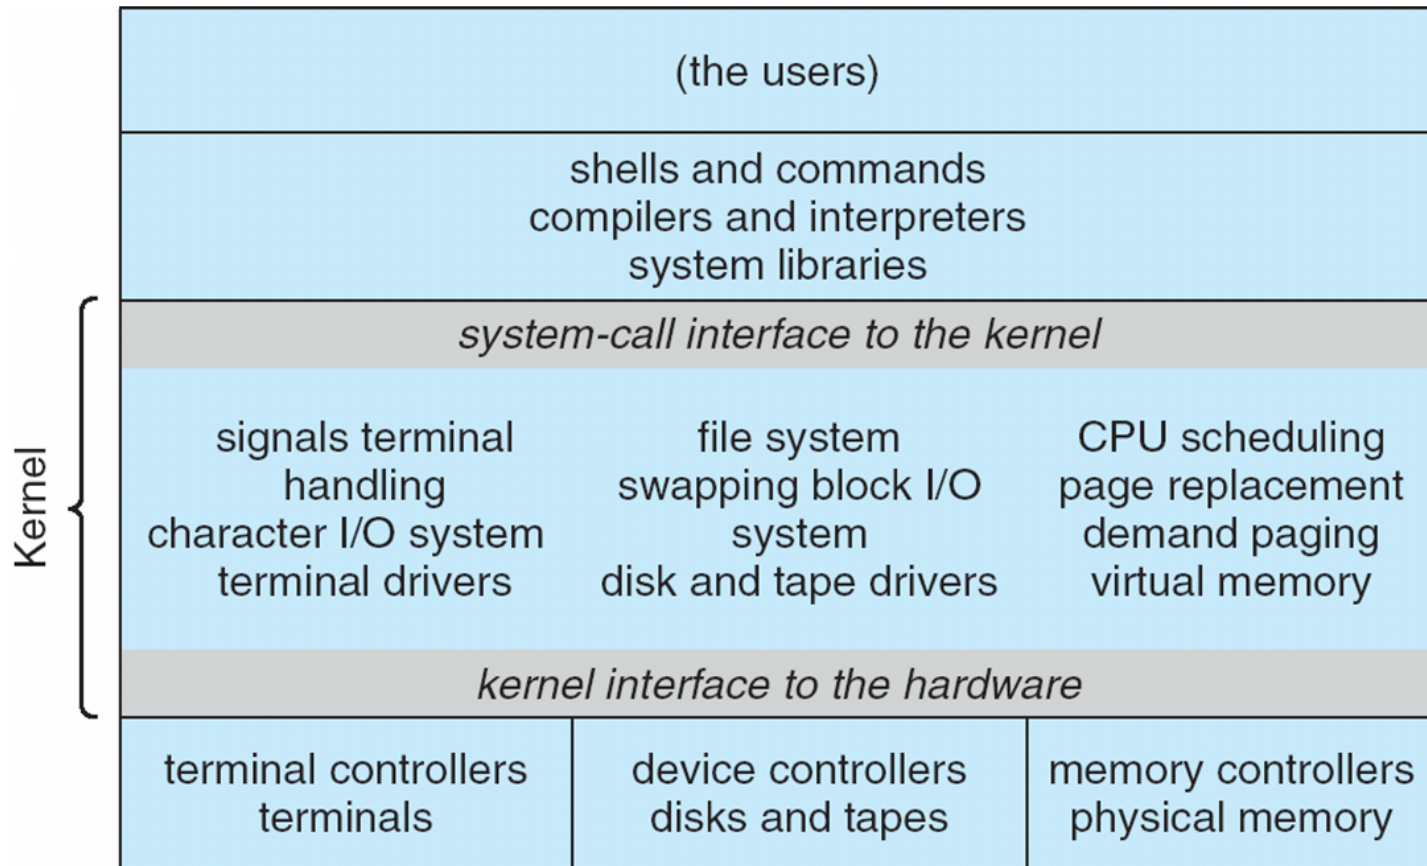 (the users)
shells and commands
compilers and interpreters
system libraries
system-call interface to the kernel
Kernel
signals terminal
handling
character I/O system
terminal drivers
file system
swapping block I/O
system
disk and tape drivers
CPU scheduling
page replacement
demand paging
virtual memory
kernel interface to the hardware
terminal controllers
terminals
device controllers
disks and tapes
memory controllers
physical memory